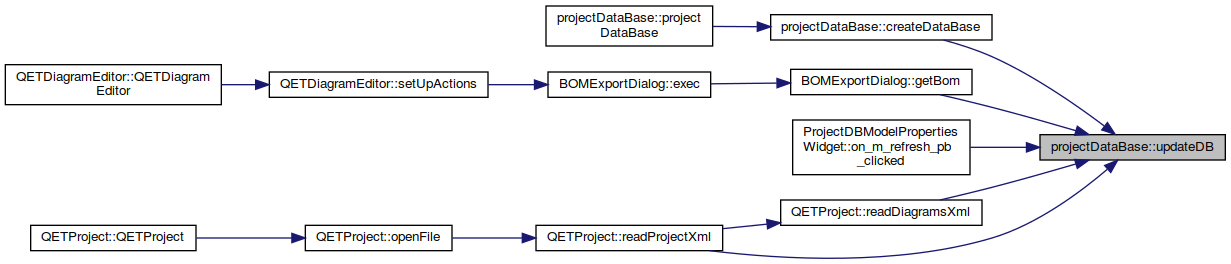 projectDataBase::project
DataBase
projectDataBase::createDataBase
QETDiagramEditor::QETDiagram
Editor
QETDiagramEditor::setUpActions
BOMExportDialog::exec
BOMExportDialog::getBom
ProjectDBModelProperties
Widget::on_m_refresh_pb
_clicked
projectDataBase::updateDB
QETProject::readDiagramsXml
QETProject::QETProject
QETProject::openFile
QETProject::readProjectXml